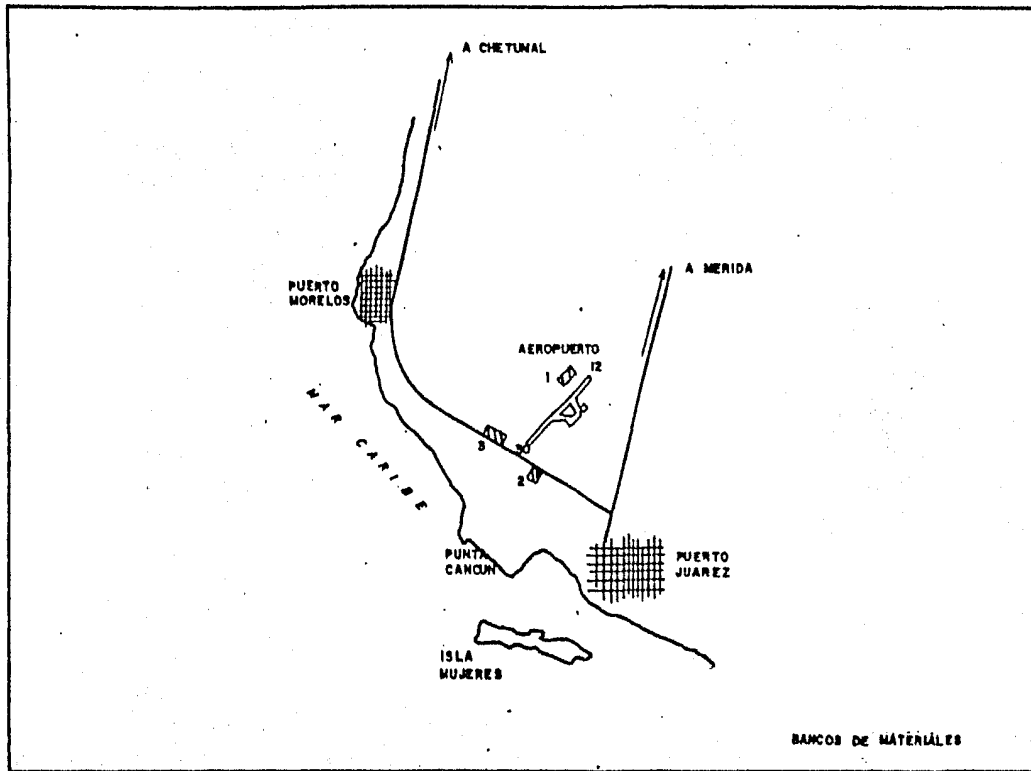 A CHETUMAL
A MERIDA
PUERTO
MORELOS
AEROPUERTO
1
12
MAR CARIBE
3
2
PUNTA
CANCUN
PUERTO
JUAREZ
ISLA
MUJERES
BANCOS DE MATERIALES